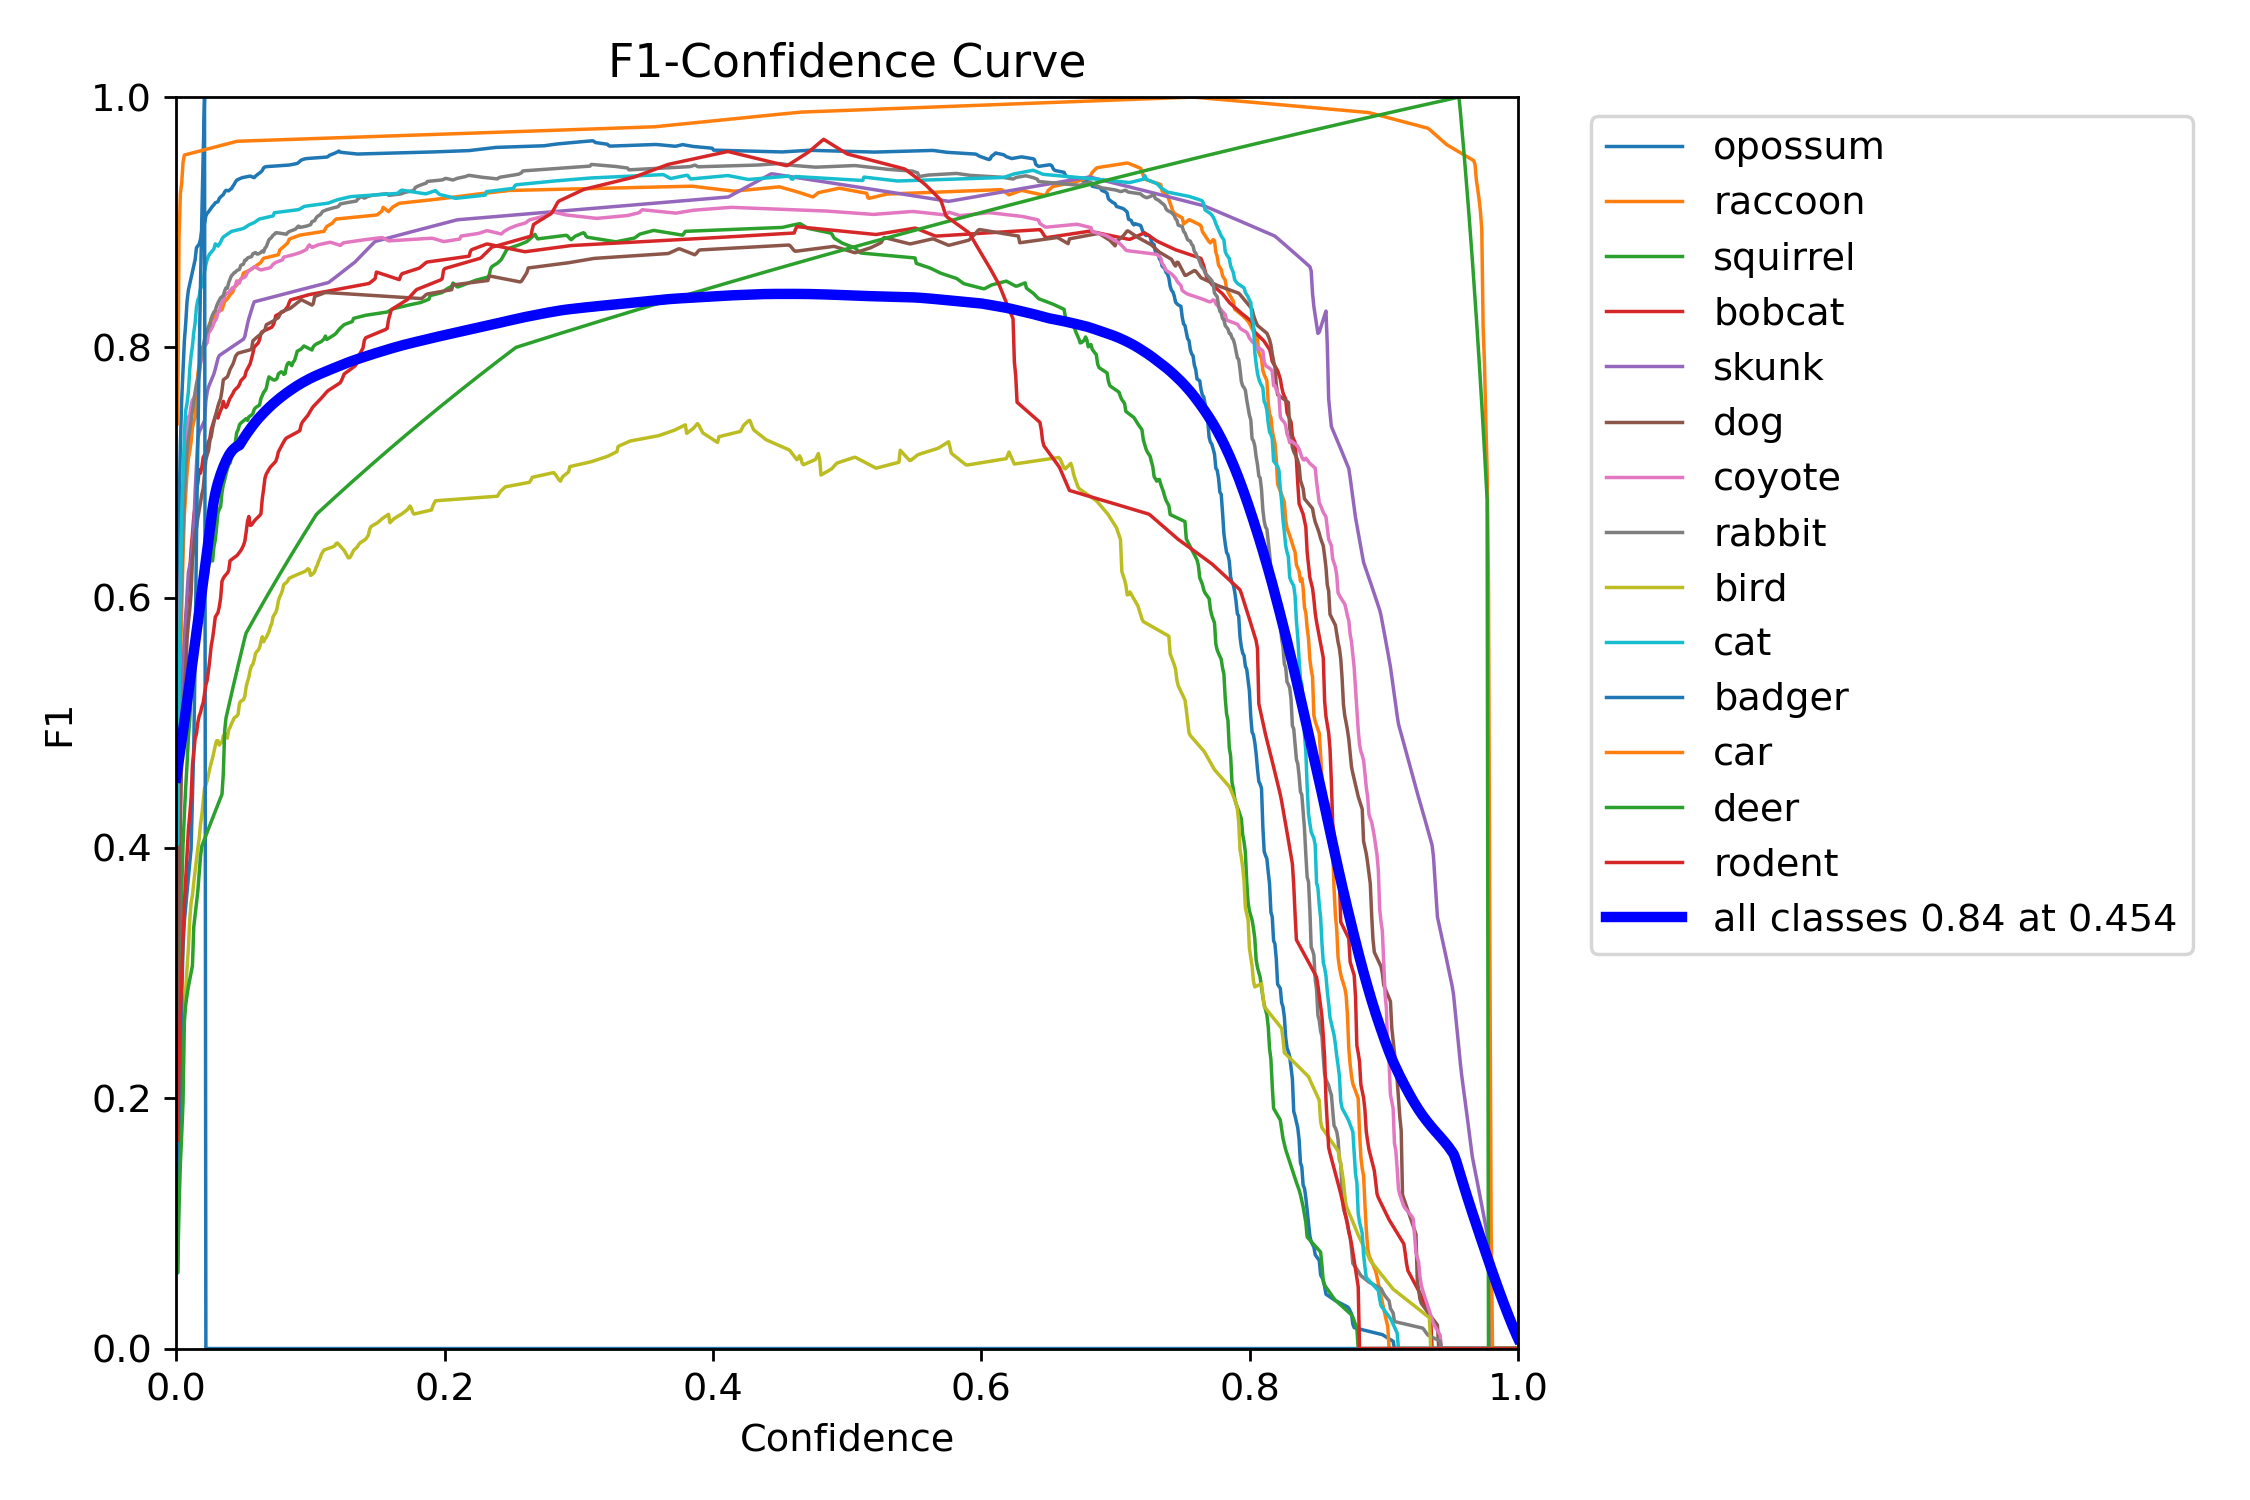 F1-Confidence Curve
1.0
0.8
0.6
0.4
0.2
0.0
F1
0.0 0.2 0.4 0.6 0.8 1.0
Confidence
opossum
raccoon
squirrel
bobcat
skunk
dog
coyote
rabbit
bird
cat
badger
car
deer
rodent
all classes 0.84 at 0.454